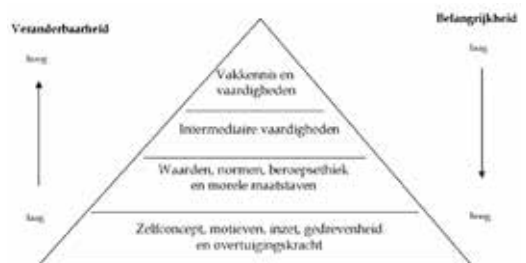 Veranderbaarheid
Belangrijkheid
hoog
laag
Vakkennis en
vaardigheden
Intermediaire vaardigheden
Waarden, normen, beroepsethiek
en morele maatstaven
laag
hoog
Zelfconcept, motieven, inzet, gedrevenheid
en overtuigingskracht